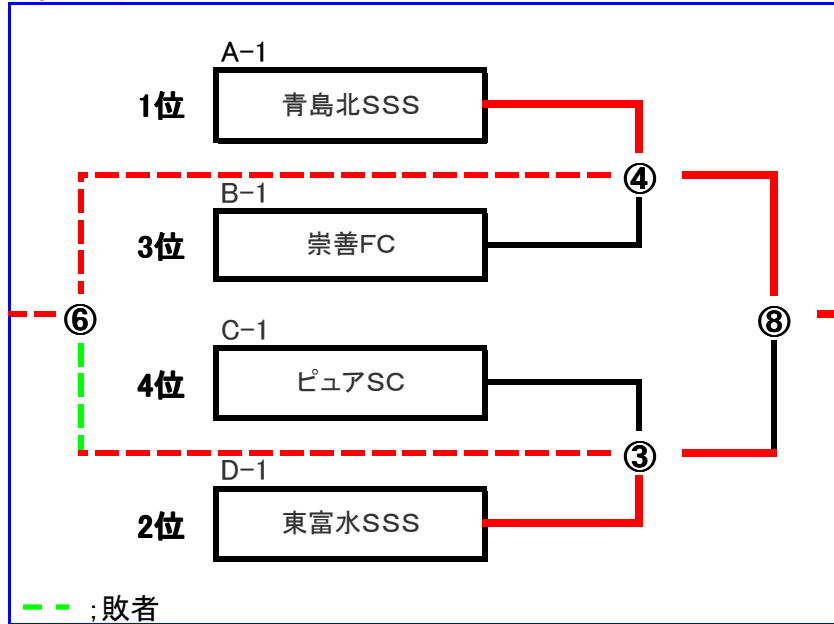 A-1
1位
青島北SSS
④
B-1
3位
崇善FC
⑥
⑧
C-1
4位
ピュアSC
③
D-1
2位
東富水SSS
;敗者